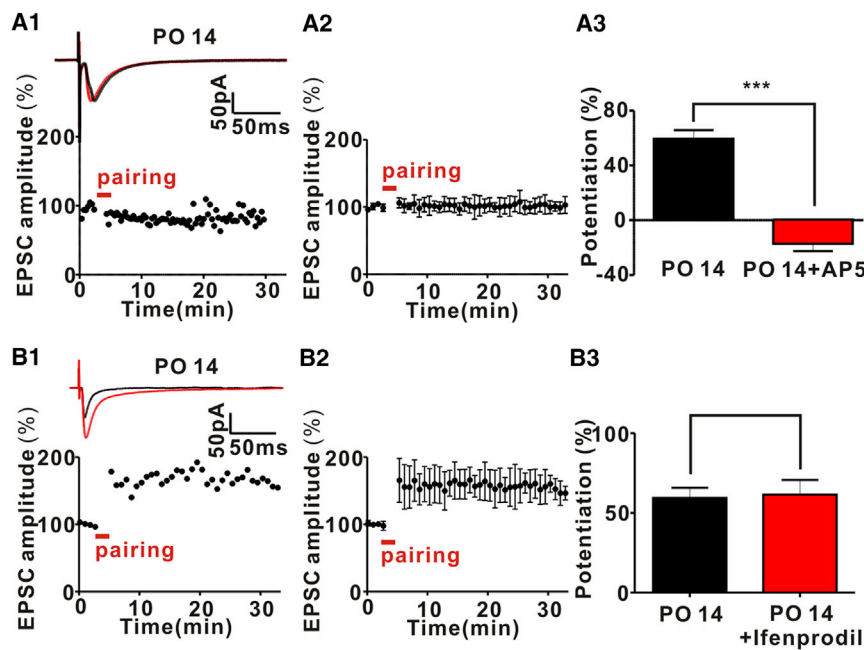 A1
PO 14
50pA
50ms
EPSC amplitude (%)
200
100
0
pairing
0 10 20 30
Time(min)
A2
EPSC amplitude (%)
200
100
0
pairing
0 10 20 30
Time(min)
A3
***
Potentiation (%)
80
40
0
-40
PO 14
PO 14+AP5
B1
PO 14
50pA
50ms
EPSC amplitude (%)
200
100
0
pairing
0 10 20 30
Time(min)
B2
EPSC amplitude (%)
200
100
0
pairing
0 10 20 30
Time(min)
B3
Potentiation (%)
100
50
0
PO 14
PO 14
+Ifenprodil